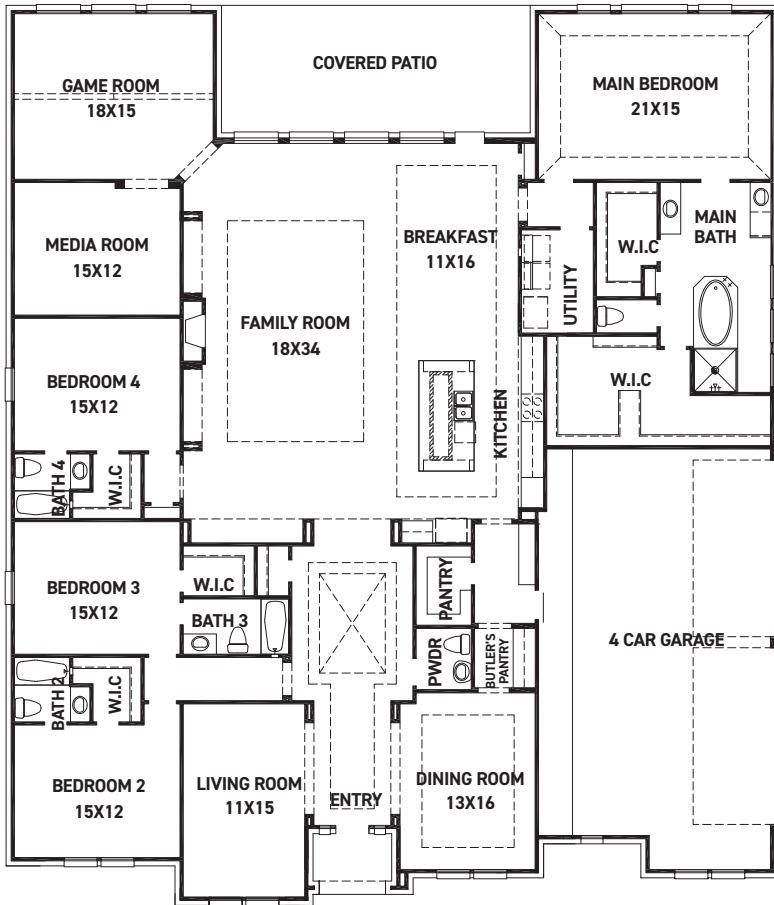 COVERED PATIO
GAME ROOM
18X15
MAIN BEDROOM
21X15
MEDIA ROOM
15X12
BREAKFAST
11X16
W.I.C
MAIN
BATH
UTILITY
FAMILY ROOM
18X34
BEDROOM 4
15X12
W.I.C
KITCHEN
BATH 4
W.I.C
BEDROOM 3
15X12
W.I.C
BATH 3
PANTRY
PWDR
BUTLER'S
PANTRY
4 CAR GARAGE
BATH 2
W.I.C
BEDROOM 2
15X12
LIVING ROOM
11X15
ENTRY
DINING ROOM
13X16